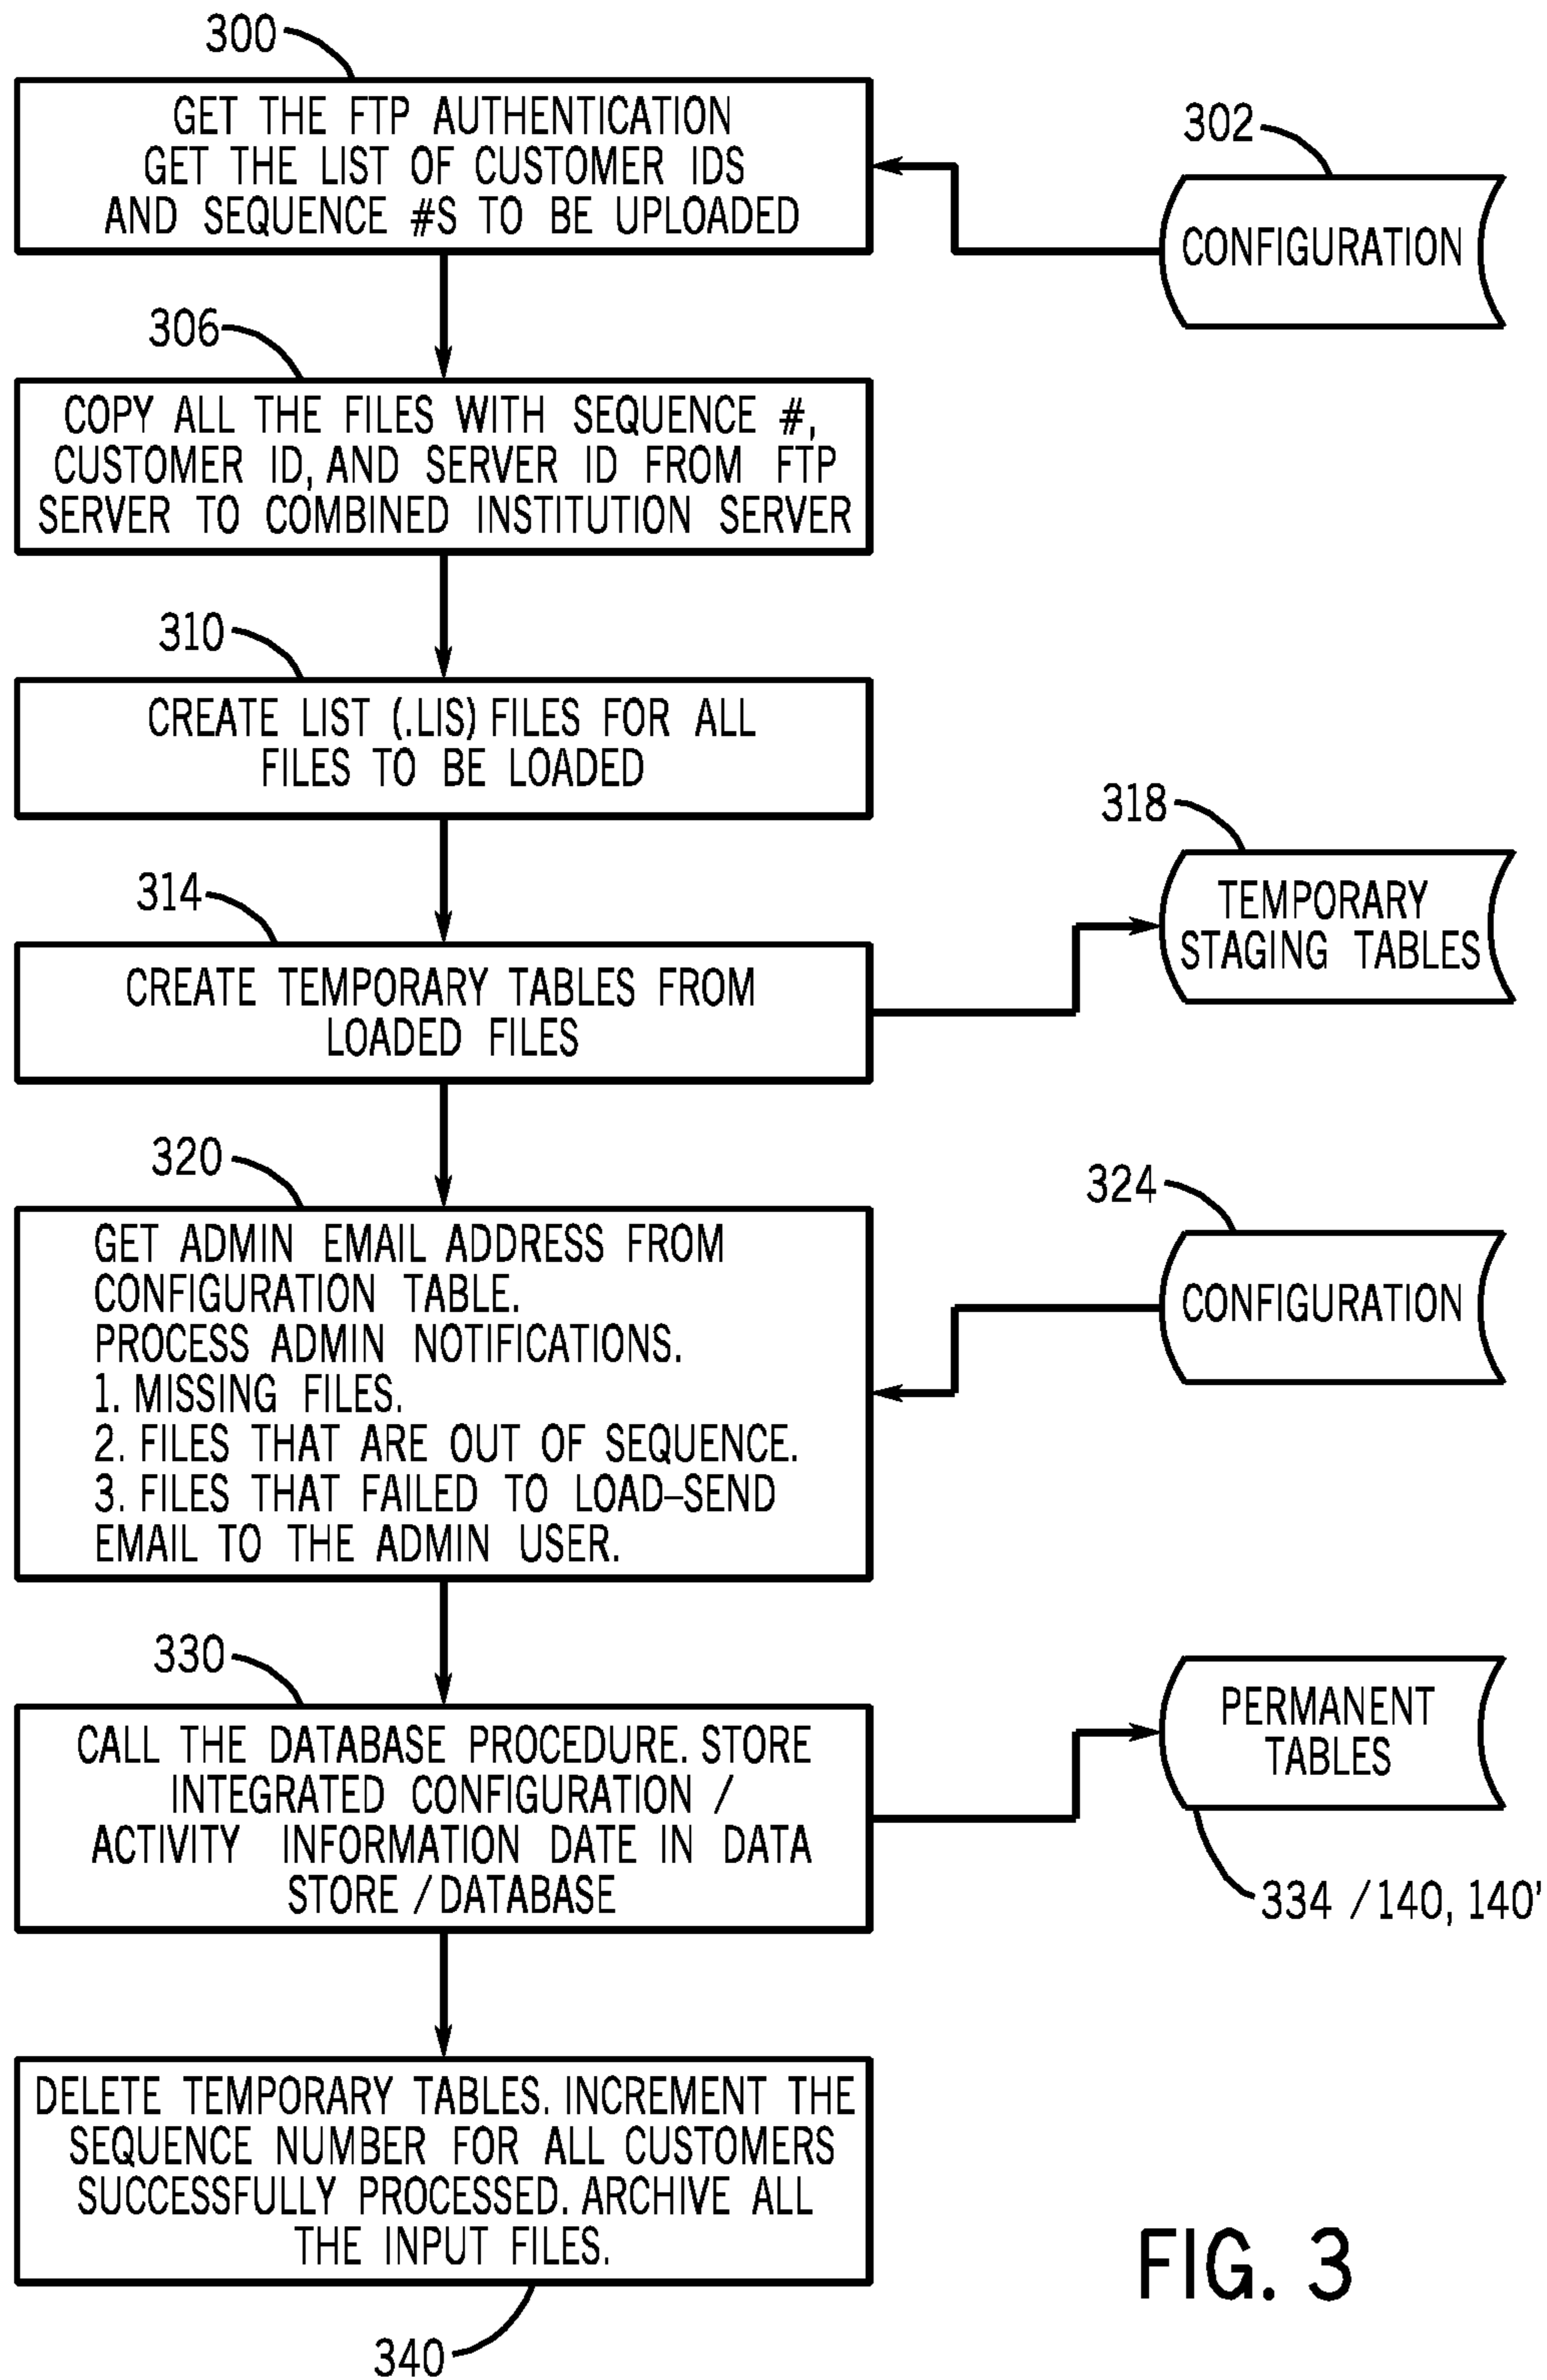 300
GET THE FTP AUTHENTICATION
GET THE LIST OF CUSTOMER IDS
AND SEQUENCE #S TO BE UPLOADED
302
CONFIGURATION
306
COPY ALL THE FILES WITH SEQUENCE #,
CUSTOMER ID, AND SERVER ID FROM FTP
SERVER TO COMBINED INSTITUTION SERVER
310
CREATE LIST (.LIS) FILES FOR ALL
FILES TO BE LOADED
314
CREATE TEMPORARY TABLES FROM
LOADED FILES
318
TEMPORARY
STAGING TABLES
320
GET ADMIN EMAIL ADDRESS FROM
CONFIGURATION TABLE.
PROCESS ADMIN NOTIFICATIONS.
1. MISSING FILES.
2. FILES THAT ARE OUT OF SEQUENCE.
3. FILES THAT FAILED TO LOAD–SEND
EMAIL TO THE ADMIN USER.
324
CONFIGURATION
330
CALL THE DATABASE PROCEDURE. STORE
INTEGRATED CONFIGURATION /
ACTIVITY INFORMATION DATE IN DATA
STORE / DATABASE
PERMANENT
TABLES
334 / 140, 140'
DELETE TEMPORARY TABLES. INCREMENT THE
SEQUENCE NUMBER FOR ALL CUSTOMERS
SUCCESSFULLY PROCESSED. ARCHIVE ALL
THE INPUT FILES.
340
FIG. 3